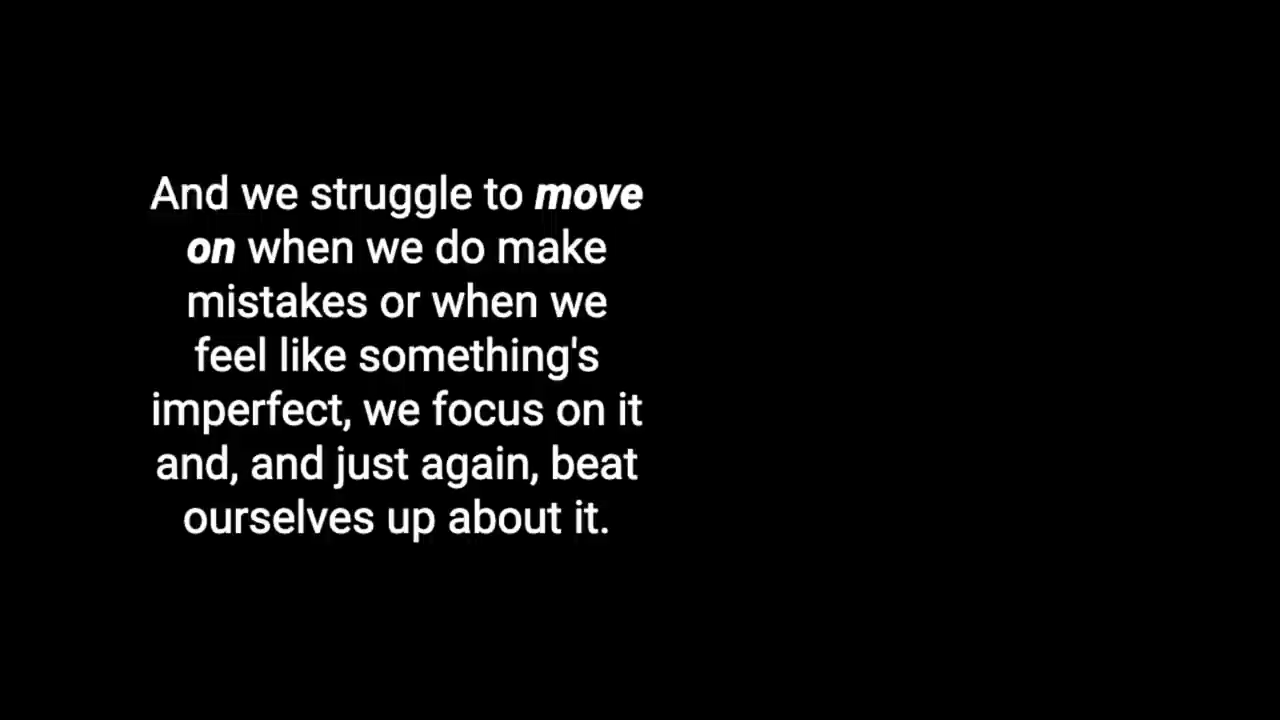 And we struggle to move
on when we do make
mistakes or when we
feel like something's
imperfect, we focus on it
and, and just again, beat
ourselves up about it.